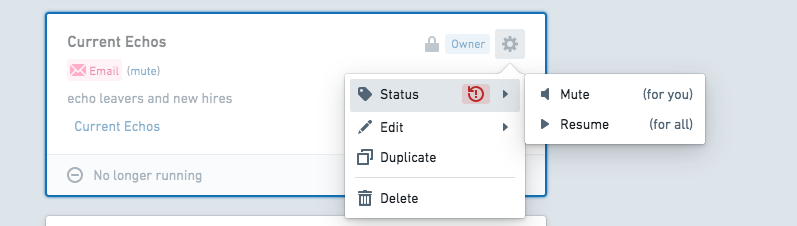 Current Echos
Owner
Email (mute)
echo leavers and new hires
Current Echos
No longer running
Status
Edit
Duplicate
Delete
Mute (for you)
Resume (for all)